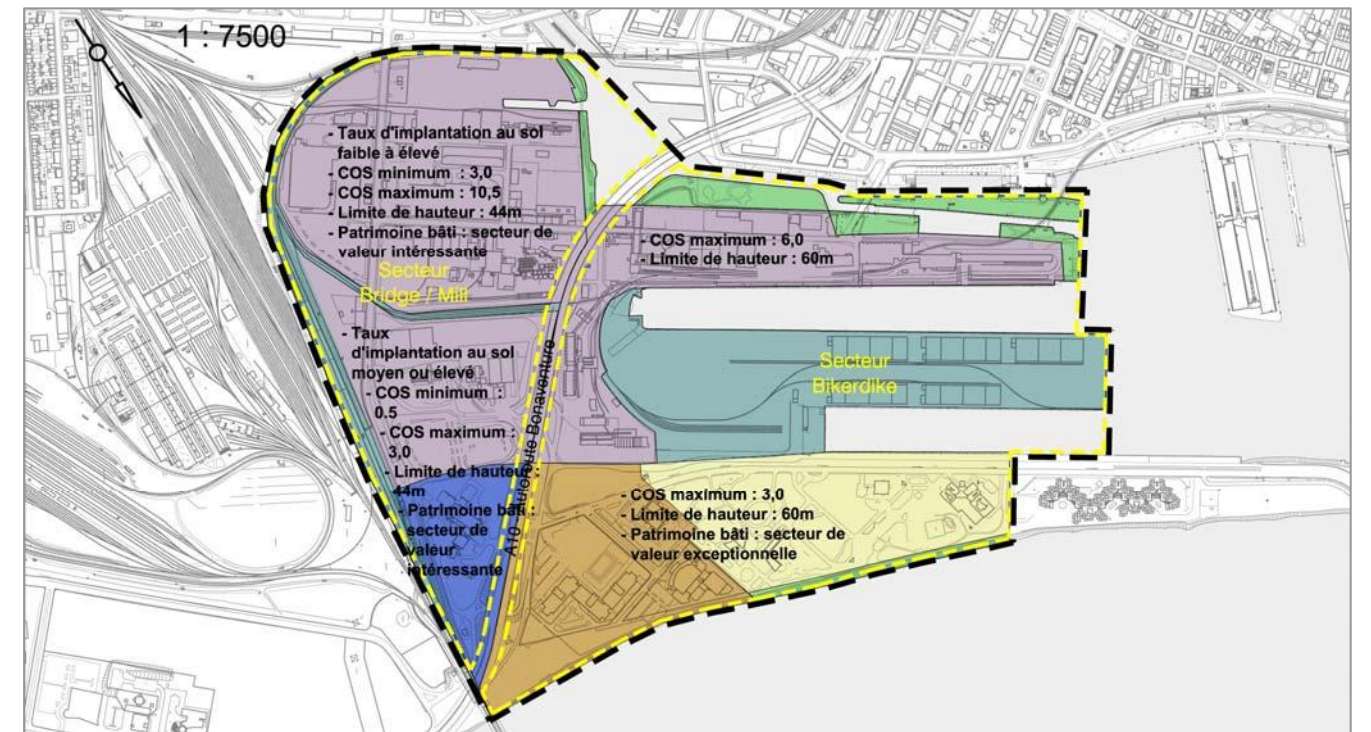 1 : 7500
- Taux d'implantation au sol
faible à élevé
- COS minimum : 3,0
- COS maximum : 10,5
- Limite de hauteur : 44m
- Patrimoine bâti : secteur de
valeur intéressante
Secteur
Bridge / Mill
- COS maximum : 6,0
- Limite de hauteur : 60m
- Taux
d'implantation au sol
moyen ou élevé
- COS minimum :
0.5
- COS maximum :
3,0
- Limite de hauteur :
44m
- Patrimoine bâti :
secteur de
valeur
intéressante
A10 - Autoroute Bonaventure
Secteur
Bikerdike
- COS maximum : 3,0
- Limite de hauteur : 60m
- Patrimoine bâti : secteur de
valeur exceptionnelle